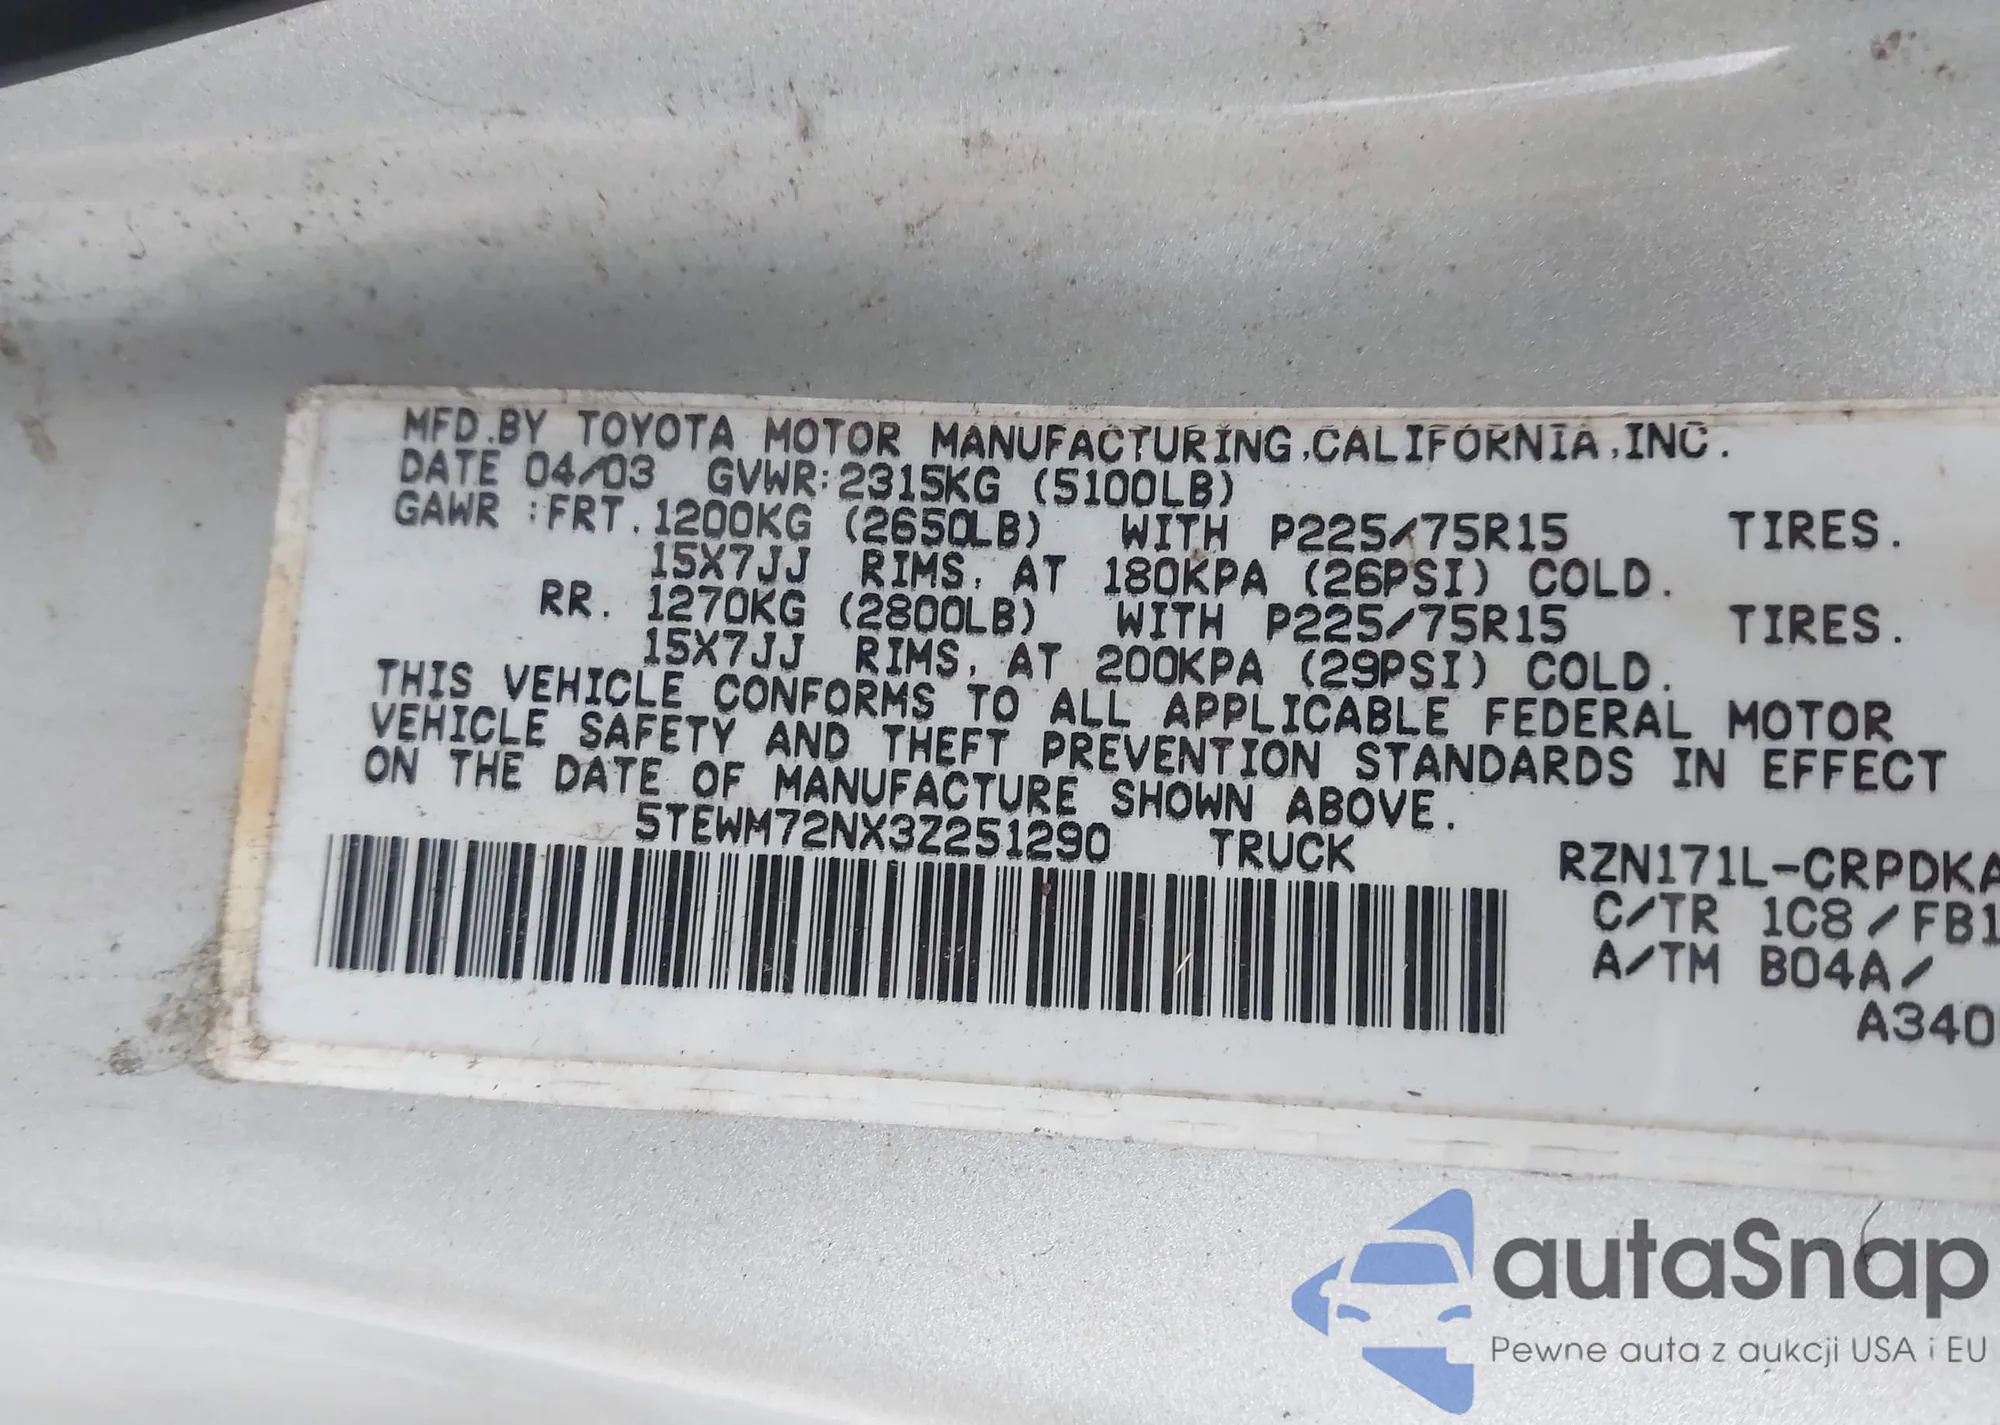 MFD.BY TOYOTA MOTOR MANUFACTURING,CALIFORNIA,INC.
DATE 04/03 GVWR:2315KG (5100LB)
GAWR :FRT. 1200KG (2650LB) WITH P225/75R15 TIRES.
15X7JJ RIMS, AT 180KPA (26PSI) COLD.
RR. 1270KG (2800LB) WITH P225/75R15 TIRES.
15X7JJ RIMS, AT 200KPA (29PSI) COLD.
THIS VEHICLE CONFORMS TO ALL APPLICABLE FEDERAL MOTOR
VEHICLE SAFETY AND THEFT PREVENTION STANDARDS IN EFFECT
ON THE DATE OF MANUFACTURE SHOWN ABOVE.
5TEWM72NX3Z251290 TRUCK RZN171L-CRPDKA
C/TR 1C8/FB1
A/TM B04A/
A340
autaSnap
Pewne auta z aukcji USA i EU